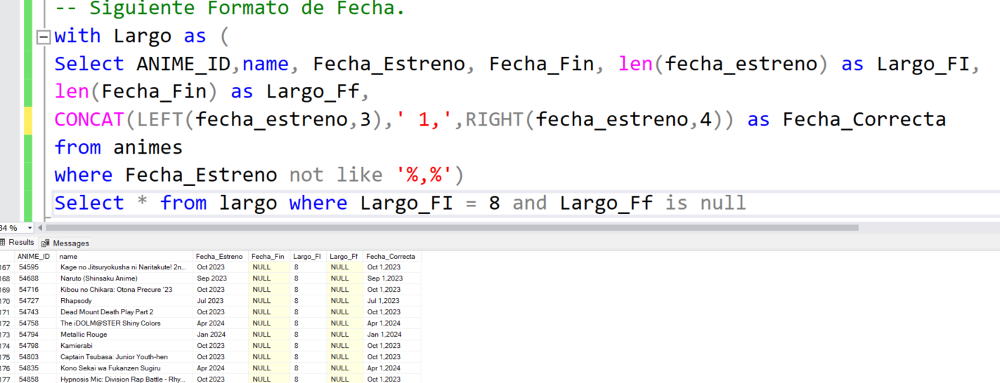 -- Siguiente Formato de Fecha.
with Largo as (
Select ANIME_ID,name, Fecha_Estreno, Fecha_Fin, len(fecha_estreno) as Largo_FI,
len(Fecha_Fin) as Largo_Ff,
CONCAT(LEFT(fecha_estreno,3),' 1,',RIGHT(fecha_estreno,4)) as Fecha_Correcta
from animes
where Fecha_Estreno not like '%,%')
Select * from largo where Largo_FI = 8 and Largo_Ff is null
34 %
Results Messages
ANIME_ID name Fecha_Estreno Fecha_Fin Largo_FI Largo_Ff Fecha_Correcta
167 54595 Kage no Jitsuryokusha ni Naritakute! 2n... Oct 2023 NULL 8 NULL Oct 1,2023
168 54688 Naruto (Shinsaku Anime) Sep 2023 NULL 8 NULL Sep 1,2023
169 54716 Kibou no Chikara: Otona Precure '23 Oct 2023 NULL 8 NULL Oct 1,2023
170 54727 Rhapsody Jul 2023 NULL 8 NULL Jul 1,2023
171 54743 Dead Mount Death Play Part 2 Oct 2023 NULL 8 NULL Oct 1,2023
172 54758 The iDOLM@STER Shiny Colors Apr 2024 NULL 8 NULL Apr 1,2024
173 54794 Metallic Rouge Jan 2024 NULL 8 NULL Jan 1,2024
174 54798 Kamierabi Oct 2023 NULL 8 NULL Oct 1,2023
175 54803 Captain Tsubasa: Junior Youth-hen Oct 2023 NULL 8 NULL Oct 1,2023
176 54835 Kono Sekai wa Fukanzen Sugiru Apr 2024 NULL 8 NULL Apr 1,2024
177 54858 Hypnosis Mic: Division Rap Battle - Rhy... Oct 2023 NULL 8 NULL Oct 1,2023